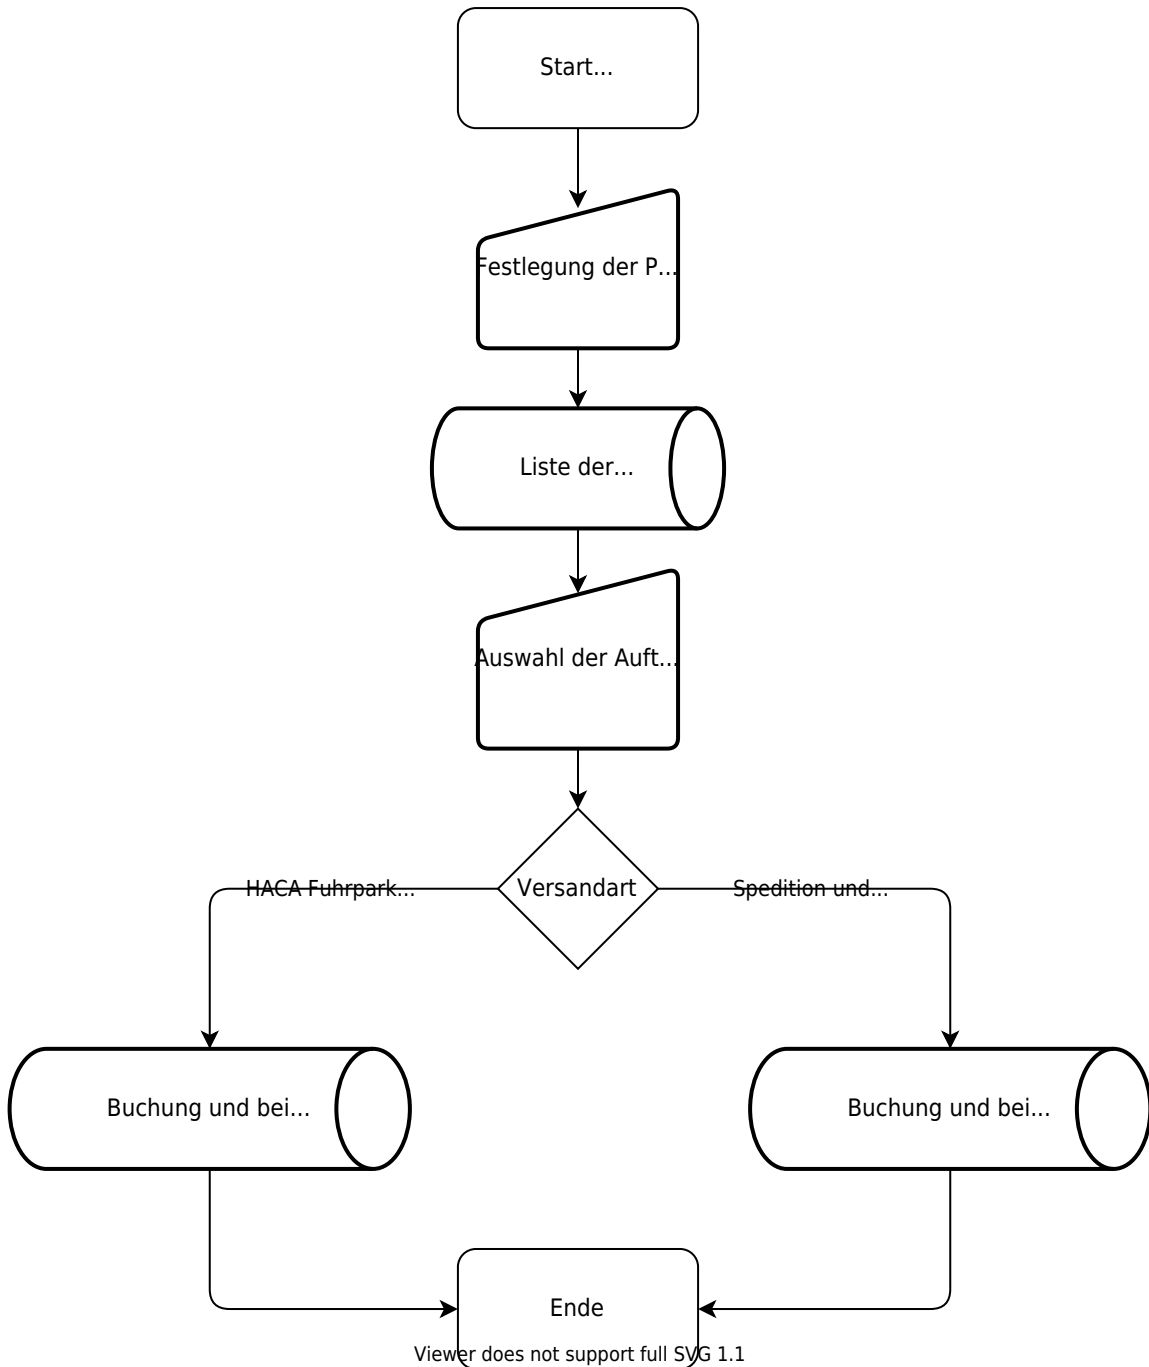 Start...
Festlegung der P...
Liste der...
Auswahl der Auft...
Versandart
HACA Fuhrpark...
Spedition und...
Buchung und bei...
Buchung und bei...
Ende
Viewer does not support full SVG 1.1